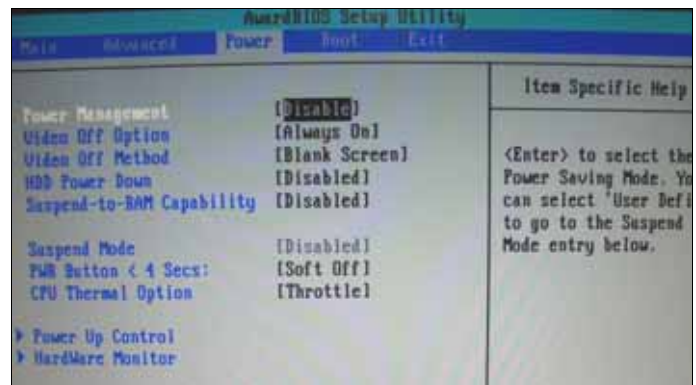 AwardBIOS Setup Utility
Main Advanced Power Boot Exit
Power Management [Disable]
Video Off Option [Always On]
Video Off Method [Blank Screen]
HDD Power Down [Disabled]
Suspend-to-RAM Capability [Disabled]
Suspend Mode [Disabled]
PWR Button < 4 Secs: [Soft Off]
CPU Thermal Option [Throttle]
Power Up Control
HardWare Monitor
Item Specific Help
<Enter> to select the
Power Saving Mode. Yo
can select 'User Defi
to go to the Suspend
Mode entry below.